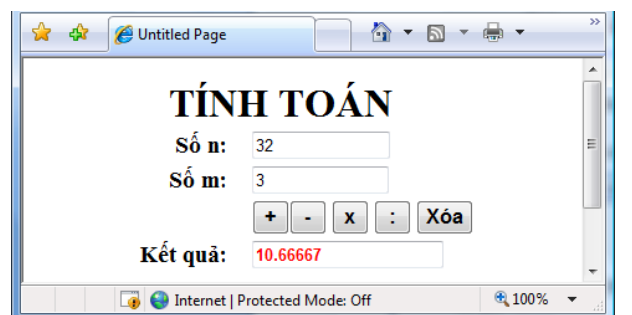 Untitled Page
»
TÍNH TOÁN
Số n: 32
Số m: 3
+ - x : Xóa
Kết quả: 10.66667
Internet | Protected Mode: Off 100%